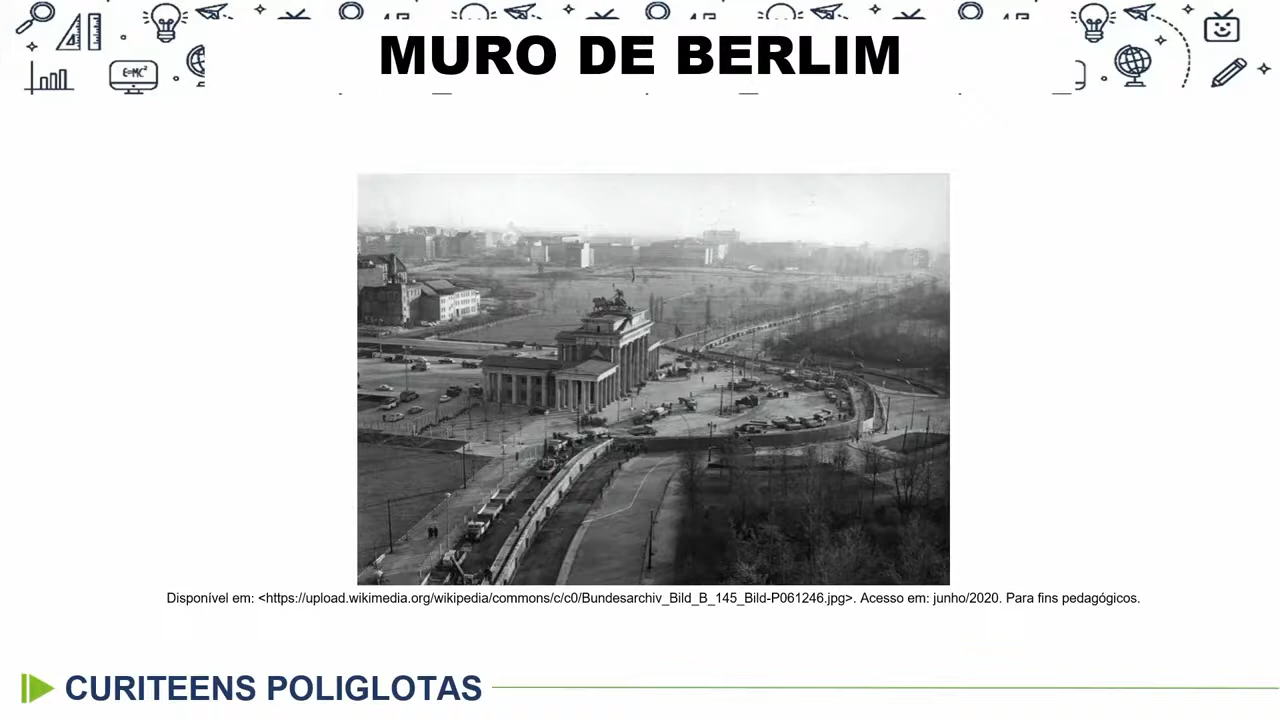 MURO DE BERLIM
E=MC²
Disponível em: <https://upload.wikimedia.org/wikipedia/commons/c/c0/Bundesarchiv_Bild_B_145_Bild-P061246.jpg>. Acesso em: junho/2020. Para fins pedagógicos.
CURITEENS POLIGLOTAS